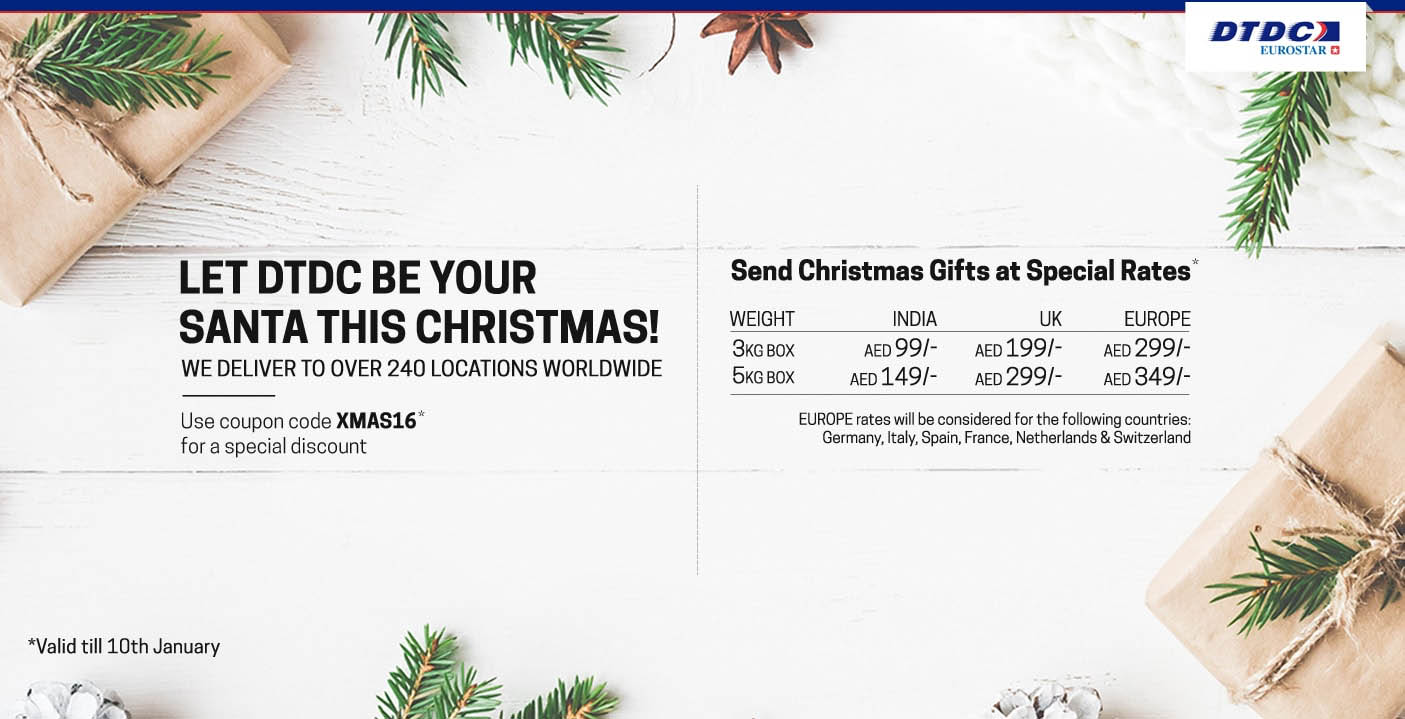 DTDC
EUROSTAR
LET DTDC BE YOUR
SANTA THIS CHRISTMAS!
WE DELIVER TO OVER 240 LOCATIONS WORLDWIDE
Use coupon code XMAS16*
for a special discount
Send Christmas Gifts at Special Rates*
WEIGHT INDIA UK EUROPE
3KG BOX AED 99/- AED 199/- AED 299/-
5KG BOX AED 149/- AED 299/- AED 349/-
EUROPE rates will be considered for the following countries:
Germany, Italy, Spain, France, Netherlands & Switzerland
*Valid till 10th January